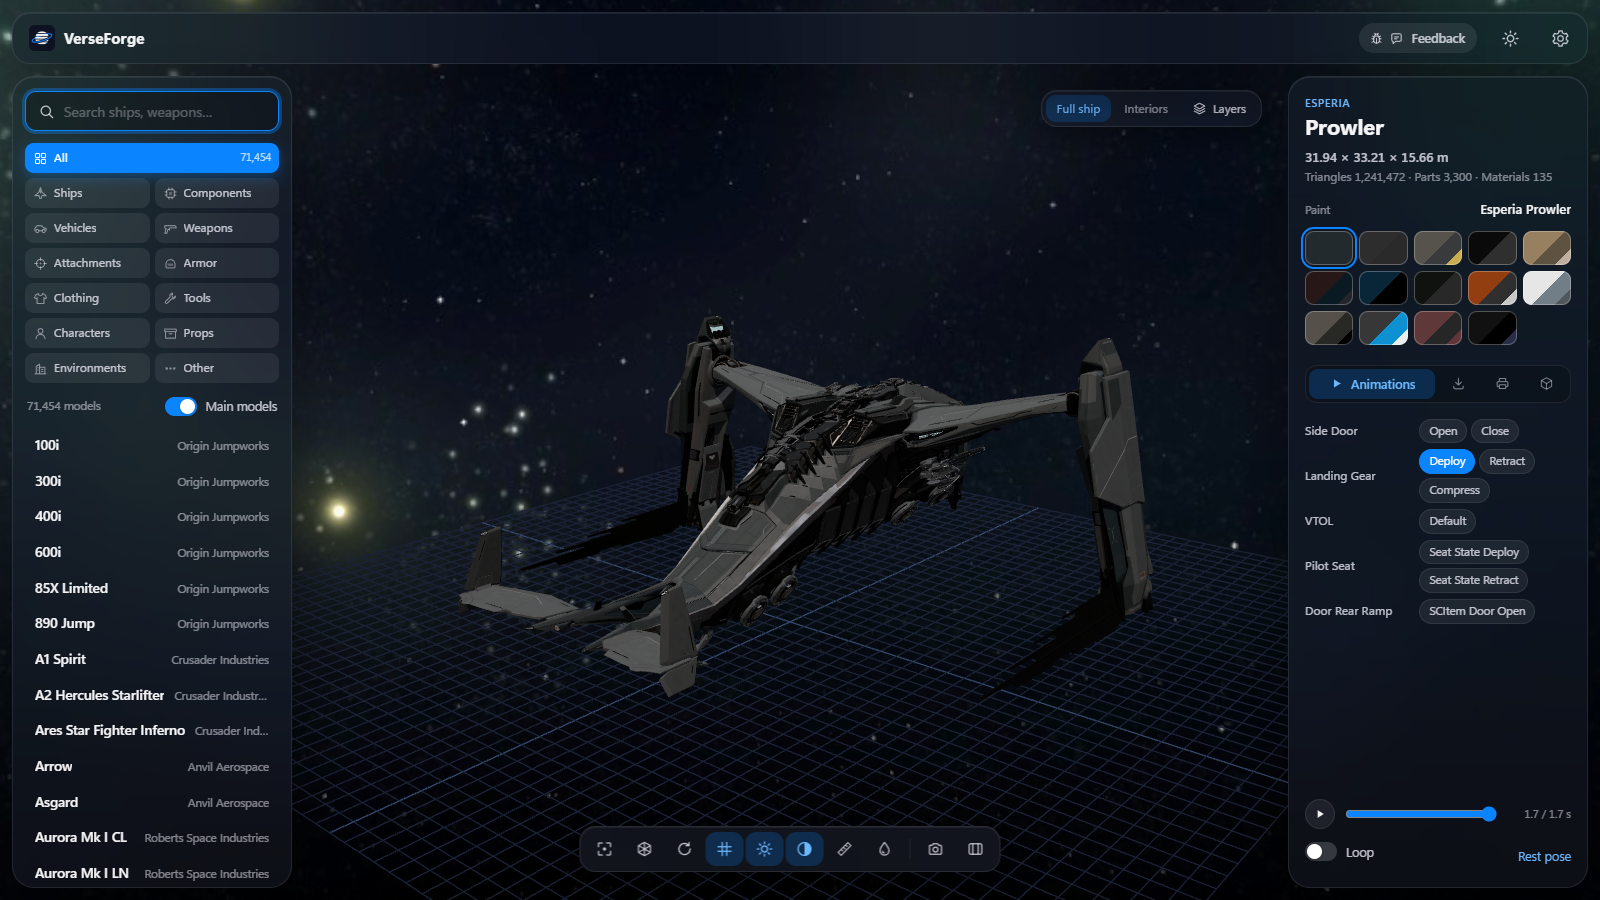 VerseForge
Feedback
Search ships, weapons...
All 71,454
Ships Components
Vehicles Weapons
Attachments Armor
Clothing Tools
Characters Props
Environments Other
71,454 models Main models
100i Origin Jumpworks
300i Origin Jumpworks
400i Origin Jumpworks
600i Origin Jumpworks
85X Limited Origin Jumpworks
890 Jump Origin Jumpworks
A1 Spirit Crusader Industries
A2 Hercules Starlifter Crusader Industr...
Ares Star Fighter Inferno Crusader Ind...
Arrow Anvil Aerospace
Asgard Anvil Aerospace
Aurora Mk I CL Roberts Space Industries
Aurora Mk I LN Roberts Space Industries
Full ship Interiors Layers
ESPERIA
Prowler
31.94 × 33.21 × 15.66 m
Triangles 1,241,472 · Parts 3,300 · Materials 135
Paint Esperia Prowler
Animations
Side Door Open Close
Landing Gear Deploy Retract
Compress
VTOL Default
Pilot Seat Seat State Deploy
Seat State Retract
Door Rear Ramp SCItem Door Open
1.7 / 1.7 s
Loop Rest pose